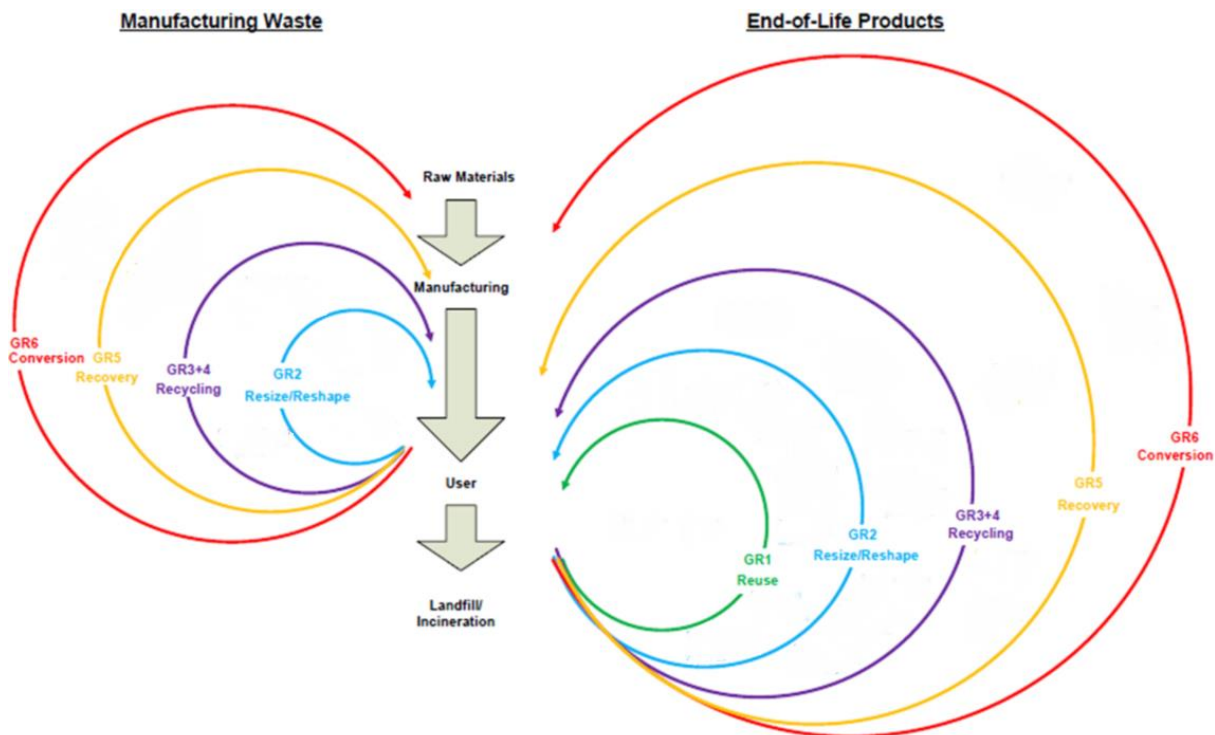 Manufacturing Waste
End-of-Life Products
Raw Materials
Manufacturing
User
Landfill/
Incineration
GR6
Conversion
GR5
Recovery
GR3+4
Recycling
GR2
Resize/Reshape
GR1
Reuse
GR2
Resize/Reshape
GR3+4
Recycling
GR5
Recovery
GR6
Conversion